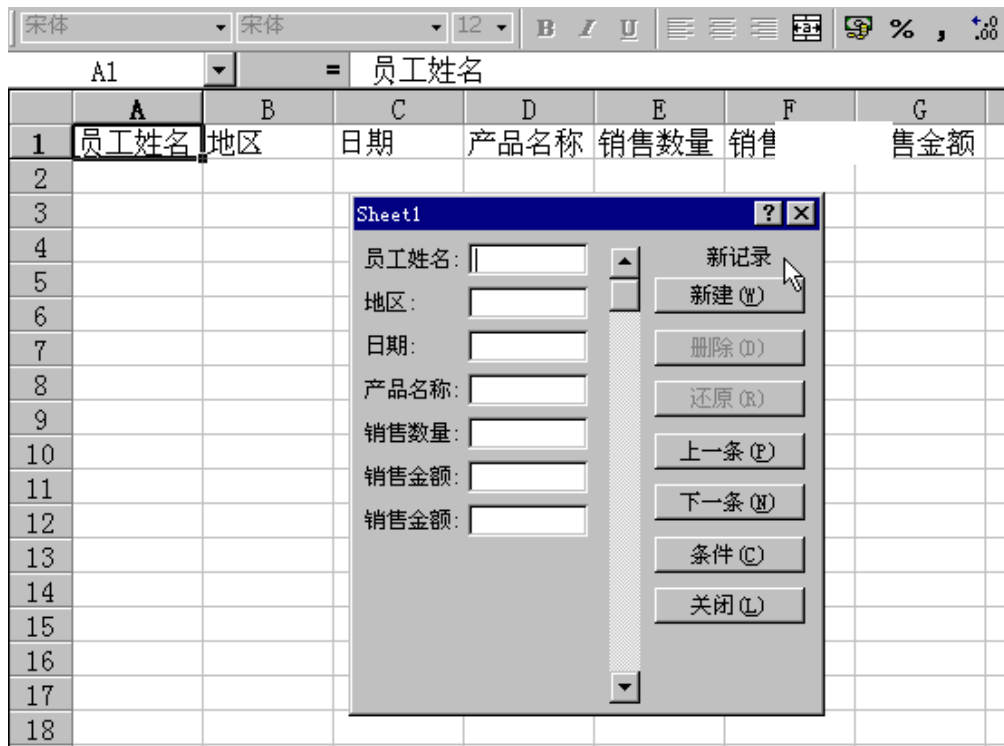 宋体 宋体 12 B I U % , .00
A1 = 员工姓名
A B C D E F G
1 员工姓名 地区 日期 产品名称 销售数量 销售 售金额
2
3
4
5
6
7
8
9
10
11
12
13
14
15
16
17
18
Sheet1 ? ×
员工姓名: 新记录
地区: 新建(W)
日期: 删除(D)
产品名称: 还原(R)
销售数量: 上一条(P)
销售金额: 下一条(N)
销售金额: 条件(C)
关闭(L)